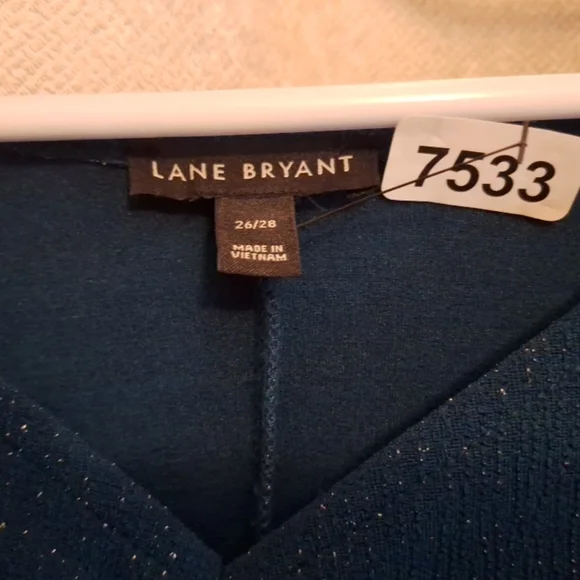 LANE BRYANT
7533
26/28
MADE IN
VIETNAM